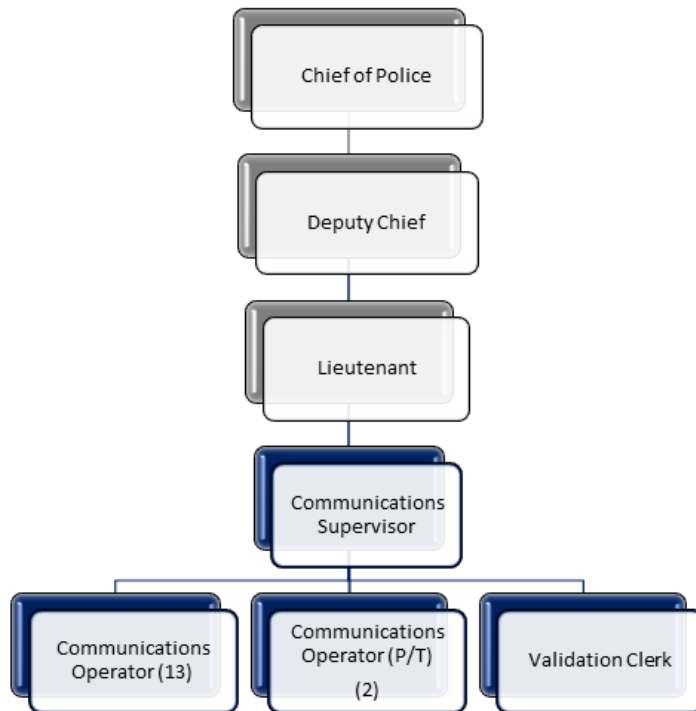 Chief of Police
Deputy Chief
Lieutenant
Communications
Supervisor
Communications
Operator (13)
Communications
Operator (P/T)
(2)
Validation Clerk